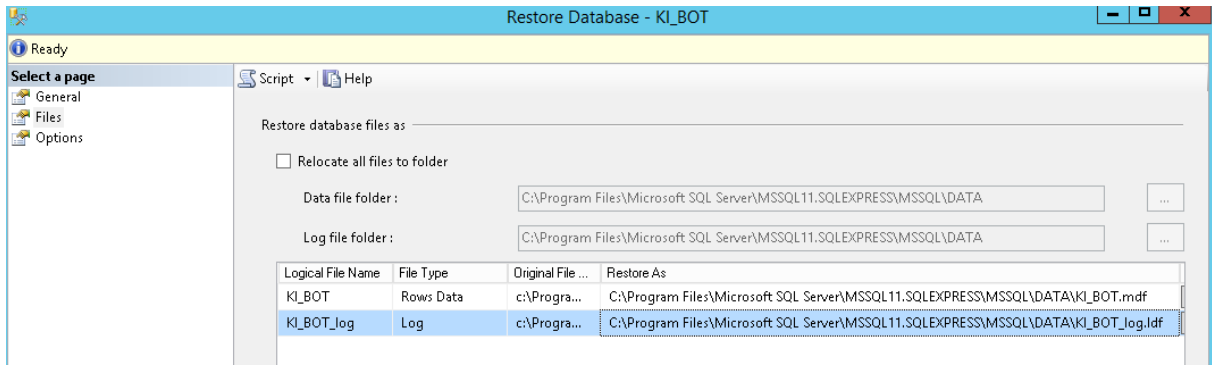 Restore Database - KI_BOT
Ready
Select a page
General
Files
Options
Script Help
Restore database files as
Relocate all files to folder
Data file folder : C:\Program Files\Microsoft SQL Server\MSSQL11.SQLEXPRESS\MSSQL\DATA ...
Log file folder : C:\Program Files\Microsoft SQL Server\MSSQL11.SQLEXPRESS\MSSQL\DATA ...
Logical File Name File Type Original File ... Restore As
KI_BOT Rows Data c:\Progra... C:\Program Files\Microsoft SQL Server\MSSQL11.SQLEXPRESS\MSSQL\DATA\KI_BOT.mdf
KI_BOT_log Log c:\Progra... C:\Program Files\Microsoft SQL Server\MSSQL11.SQLEXPRESS\MSSQL\DATA\KI_BOT_log.ldf